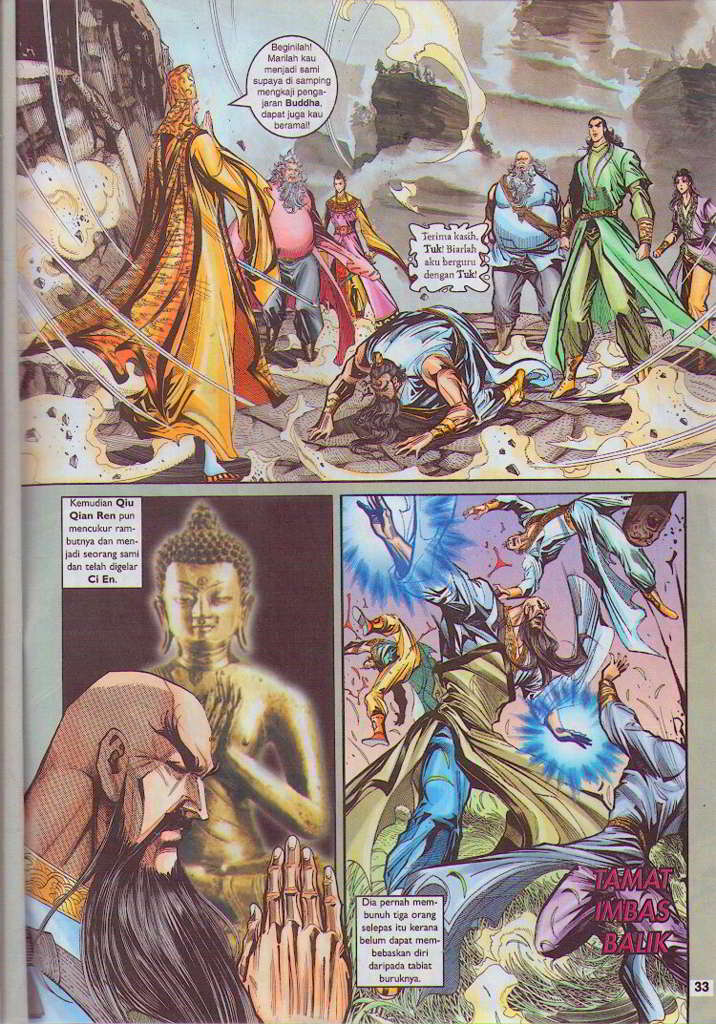 Beginilah!
Marilah kau
menjadi sami
supaya di samping
mengkaji penga-
jaran Buddha,
dapat juga kau
beramal!
Terima kasih,
Tuk! Biarlah
aku berguru
dengan Tuk!
Kemudian Qiu
Qian Ren pun
mencukur ram-
butnya dan men-
jadi seorang sami
dan telah digelar
Ci En.
Dia pernah mem-
bunuh tiga orang
selepas itu kerana
belum dapat mem-
bebaskan diri
daripada tabiat
buruknya.
TAMAT
IMBAS
BALIK
33